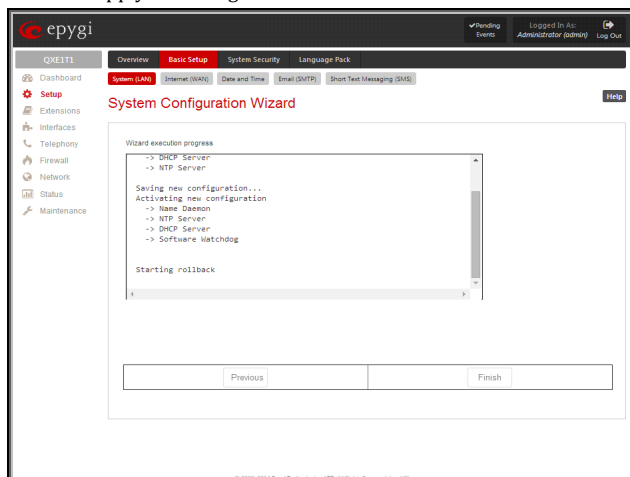 epygi
Pending
Events
Logged In As:
Administrator (admin)
Log Out
QXE1T1
Overview
Basic Setup
System Security
Language Pack
Dashboard
Setup
Extensions
Interfaces
Telephony
Firewall
Network
Status
Maintenance
System (LAN)
Internet (WAN)
Date and Time
Email (SMTP)
Short Text Messaging (SMS)
System Configuration Wizard
Help
Wizard execution progress
-> DHCP Server
-> NTP Server
Saving new configuration...
Activating new configuration
-> Name Daemon
-> NTP Server
-> DHCP Server
-> Software Watchdog
Starting rollback
Previous
Finish